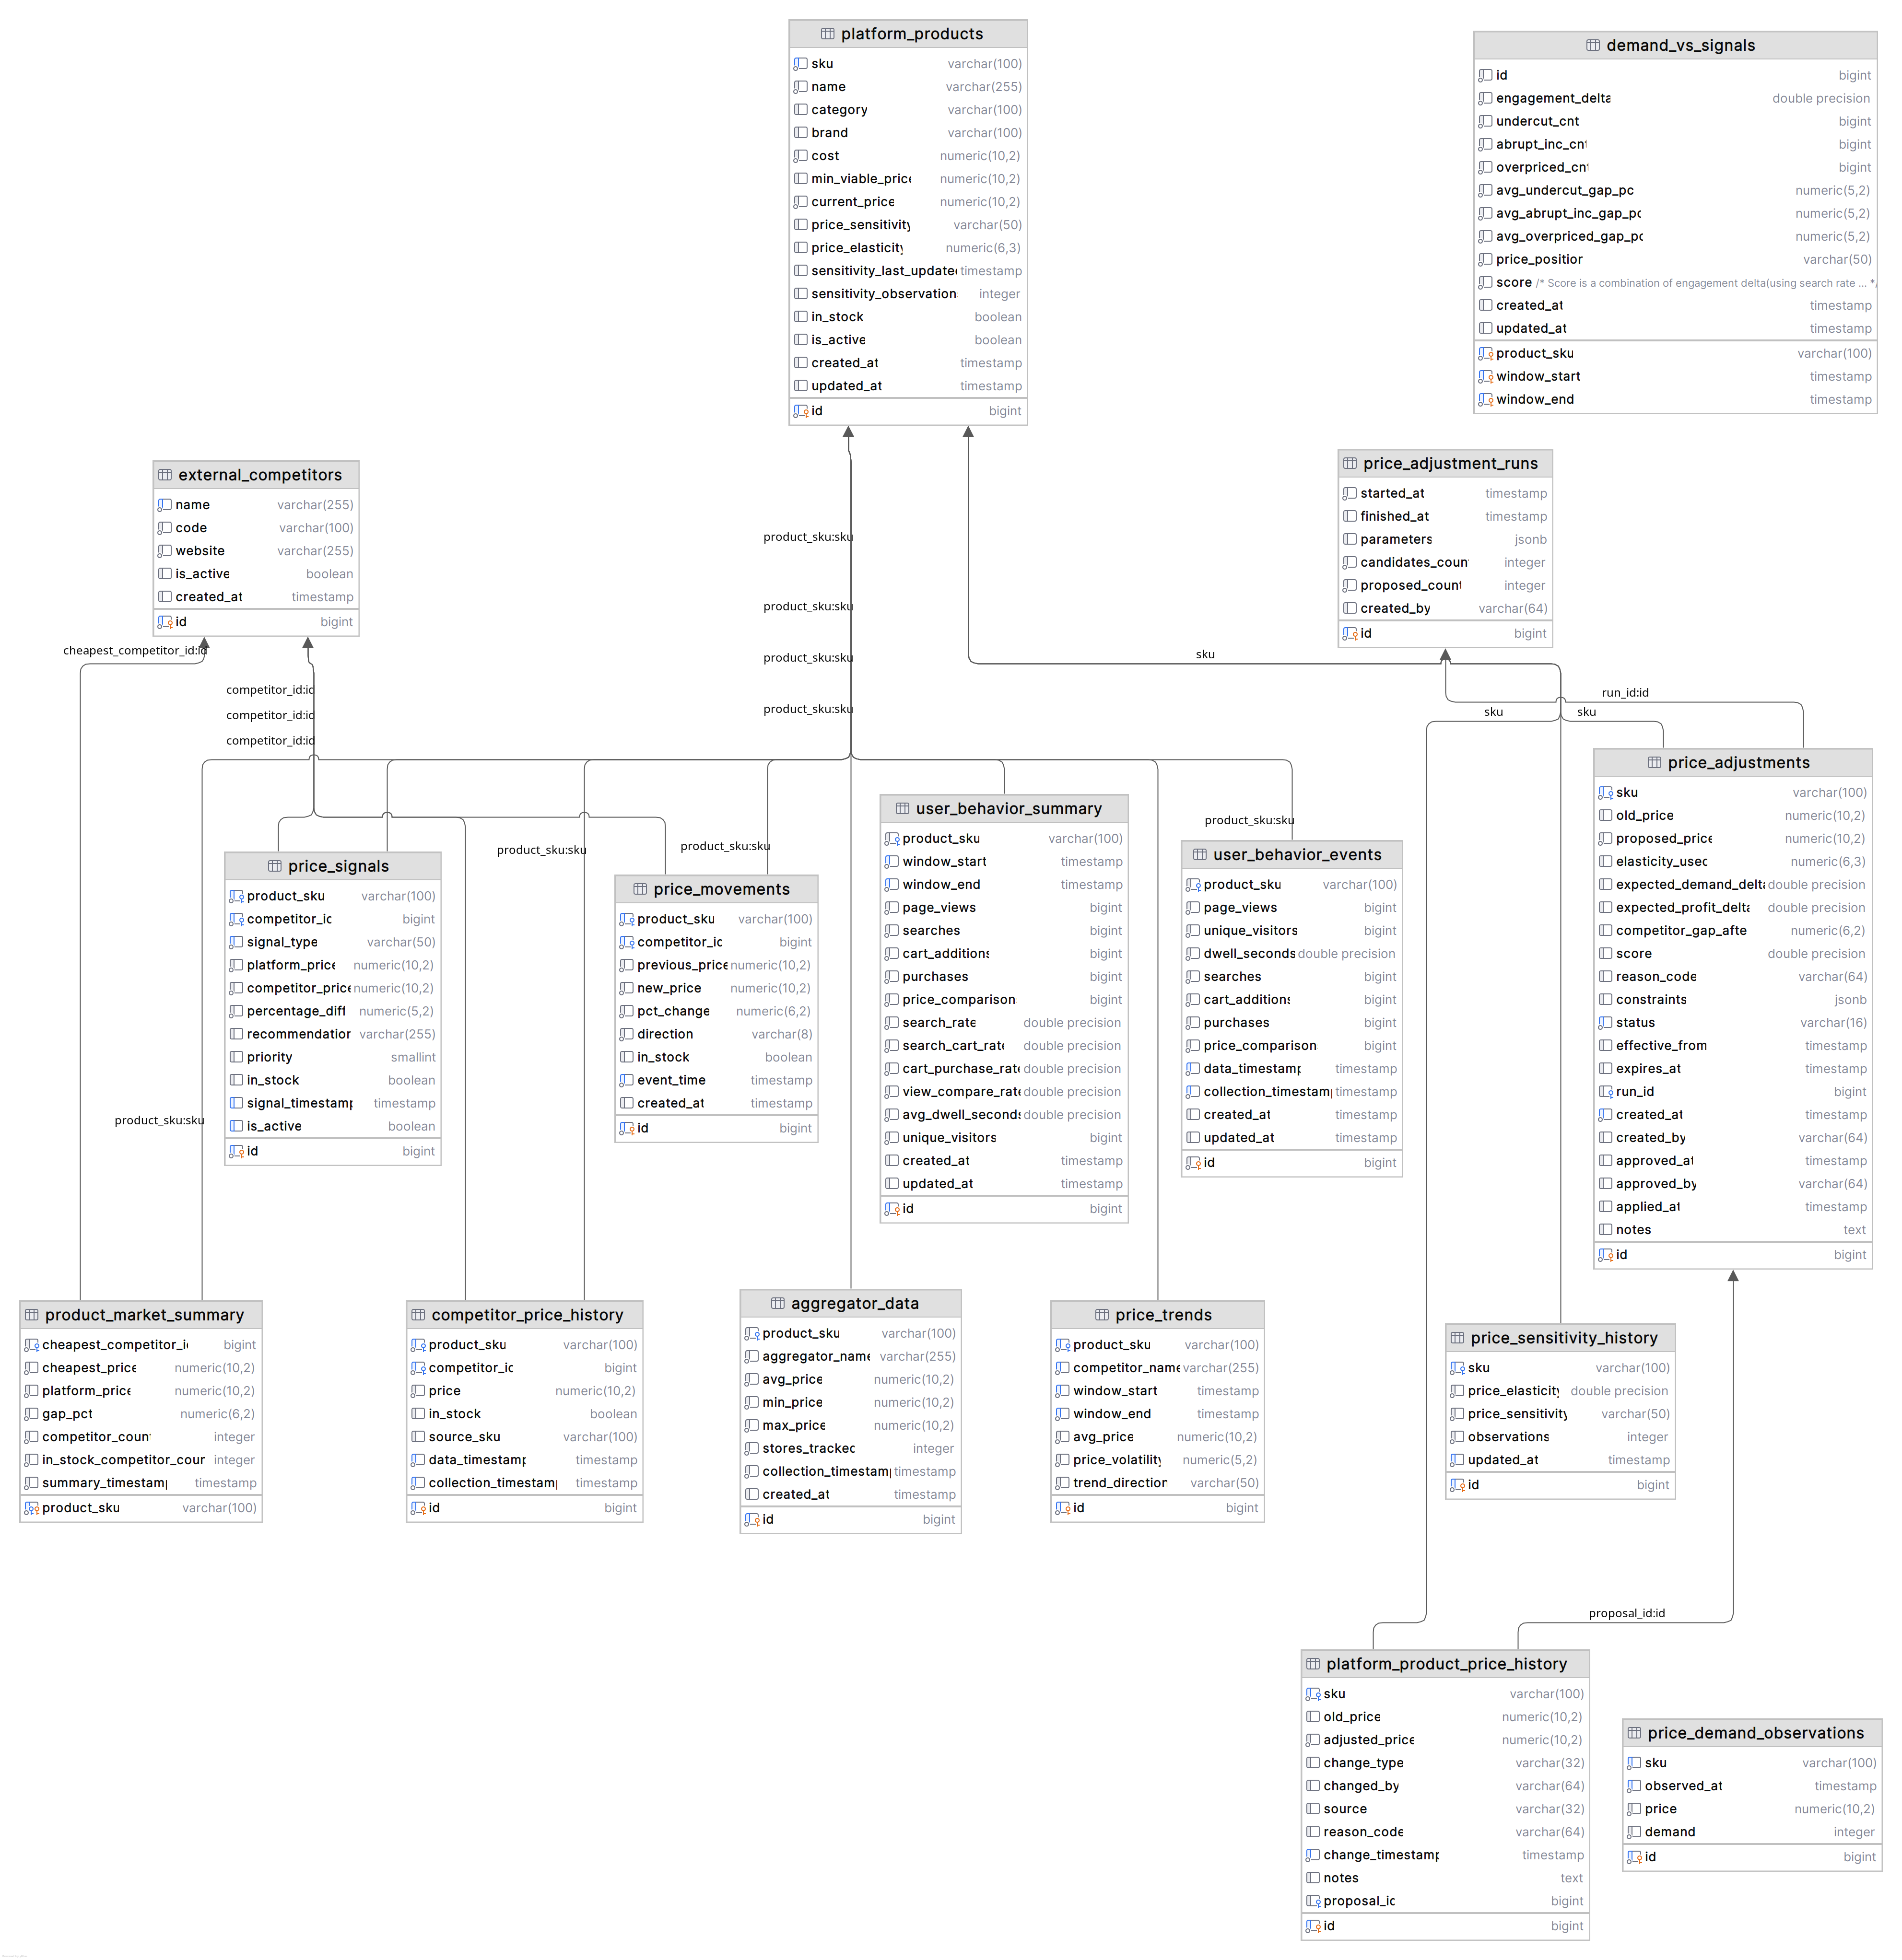 platform_products
sku varchar(100)
name varchar(255)
category varchar(100)
brand varchar(100)
cost numeric(10,2)
min_viable_price numeric(10,2)
current_price numeric(10,2)
price_sensitivity varchar(50)
price_elasticity numeric(6,3)
sensitivity_last_updated timestamp
sensitivity_observation integer
in_stock boolean
is_active boolean
created_at timestamp
updated_at timestamp
id bigint
demand_vs_signals
id bigint
engagement_delta double precision
undercut_cnt bigint
abrupt_inc_cnt bigint
overpriced_cnt bigint
avg_undercut_gap_pc numeric(5,2)
avg_abrupt_inc_gap_pc numeric(5,2)
avg_overpriced_gap_pc numeric(5,2)
price_position varchar(50)
score /* Score is a combination of engagement delta(using search rate ... */
created_at timestamp
updated_at timestamp
product_sku varchar(100)
window_start timestamp
window_end timestamp
external_competitors
name varchar(255)
code varchar(100)
website varchar(255)
is_active boolean
created_at timestamp
id bigint
price_adjustment_runs
started_at timestamp
finished_at timestamp
parameters jsonb
candidates_coun integer
proposed_count integer
created_by varchar(64)
id bigint
product_sku:sku
product_sku:sku
product_sku:sku
product_sku:sku
cheapest_competitor_id:id
competitor_id:id
competitor_id:id
competitor_id:id
sku
run_id:id
sku
sku
product_sku:sku
product_sku:sku
product_sku:sku
product_sku:sku
price_signals
product_sku varchar(100)
competitor_id bigint
signal_type varchar(50)
platform_price numeric(10,2)
competitor_price numeric(10,2)
percentage_diff numeric(5,2)
recommendation varchar(255)
priority smallint
in_stock boolean
signal_timestamp timestamp
is_active boolean
id bigint
price_movements
product_sku varchar(100)
competitor_id bigint
previous_price numeric(10,2)
new_price numeric(10,2)
pct_change numeric(6,2)
direction varchar(8)
in_stock boolean
event_time timestamp
created_at timestamp
id bigint
user_behavior_summary
product_sku varchar(100)
window_start timestamp
window_end timestamp
page_views bigint
searches bigint
cart_additions bigint
purchases bigint
price_comparison bigint
search_rate double precision
search_cart_rate double precision
cart_purchase_rate double precision
view_compare_rate double precision
avg_dwell_seconds double precision
unique_visitors bigint
created_at timestamp
updated_at timestamp
id bigint
user_behavior_events
product_sku varchar(100)
page_views bigint
unique_visitors bigint
dwell_seconds double precision
searches bigint
cart_additions bigint
purchases bigint
price_comparison bigint
data_timestamp timestamp
collection_timestamp timestamp
created_at timestamp
updated_at timestamp
id bigint
price_adjustments
sku varchar(100)
old_price numeric(10,2)
proposed_price numeric(10,2)
elasticity_used numeric(6,3)
expected_demand_delta double precision
expected_profit_delta double precision
competitor_gap_afte numeric(6,2)
score double precision
reason_code varchar(64)
constraints jsonb
status varchar(16)
effective_from timestamp
expires_at timestamp
run_id bigint
created_at timestamp
created_by varchar(64)
approved_at timestamp
approved_by varchar(64)
applied_at timestamp
notes text
id bigint
product_market_summary
cheapest_competitor_id bigint
cheapest_price numeric(10,2)
platform_price numeric(10,2)
gap_pct numeric(6,2)
competitor_coun integer
in_stock_competitor_coun integer
summary_timestamp timestamp
product_sku varchar(100)
competitor_price_history
product_sku varchar(100)
competitor_id bigint
price numeric(10,2)
in_stock boolean
source_sku varchar(100)
data_timestamp timestamp
collection_timestamp timestamp
id bigint
aggregator_data
product_sku varchar(100)
aggregator_name varchar(255)
avg_price numeric(10,2)
min_price numeric(10,2)
max_price numeric(10,2)
stores_tracked integer
collection_timestamp timestamp
created_at timestamp
id bigint
price_trends
product_sku varchar(100)
competitor_name varchar(255)
window_start timestamp
window_end timestamp
avg_price numeric(10,2)
price_volatility numeric(5,2)
trend_direction varchar(50)
id bigint
price_sensitivity_history
sku varchar(100)
price_elasticity double precision
price_sensitivity varchar(50)
observations integer
updated_at timestamp
id bigint
proposal_id:id
platform_product_price_history
sku varchar(100)
old_price numeric(10,2)
adjusted_price numeric(10,2)
change_type varchar(32)
changed_by varchar(64)
source varchar(32)
reason_code varchar(64)
change_timestamp timestamp
notes text
proposal_id bigint
id bigint
price_demand_observations
sku varchar(100)
observed_at timestamp
price numeric(10,2)
demand integer
id bigint